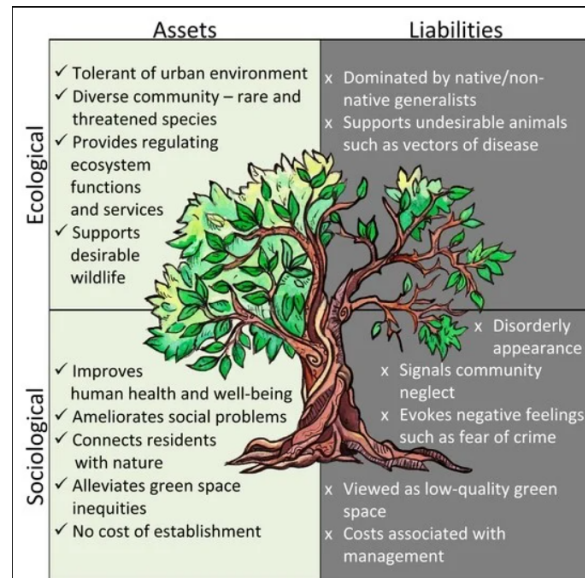 Assets
Liabilities
Ecological
✓ Tolerant of urban environment
✓ Diverse community – rare and
threatened species
✓ Provides regulating
ecosystem
functions
and services
✓ Supports
desirable
wildlife
x Dominated by native/non-
native generalists
x Supports undesirable animals
such as vectors of disease
Sociological
✓ Improves
human health and well-being
✓ Ameliorates social problems
✓ Connects residents
with nature
✓ Alleviates green space
inequities
✓ No cost of establishment
x Disorderly
appearance
x Signals community
neglect
x Evokes negative feelings
such as fear of crime
x Viewed as low-quality green
space
x Costs associated with
management